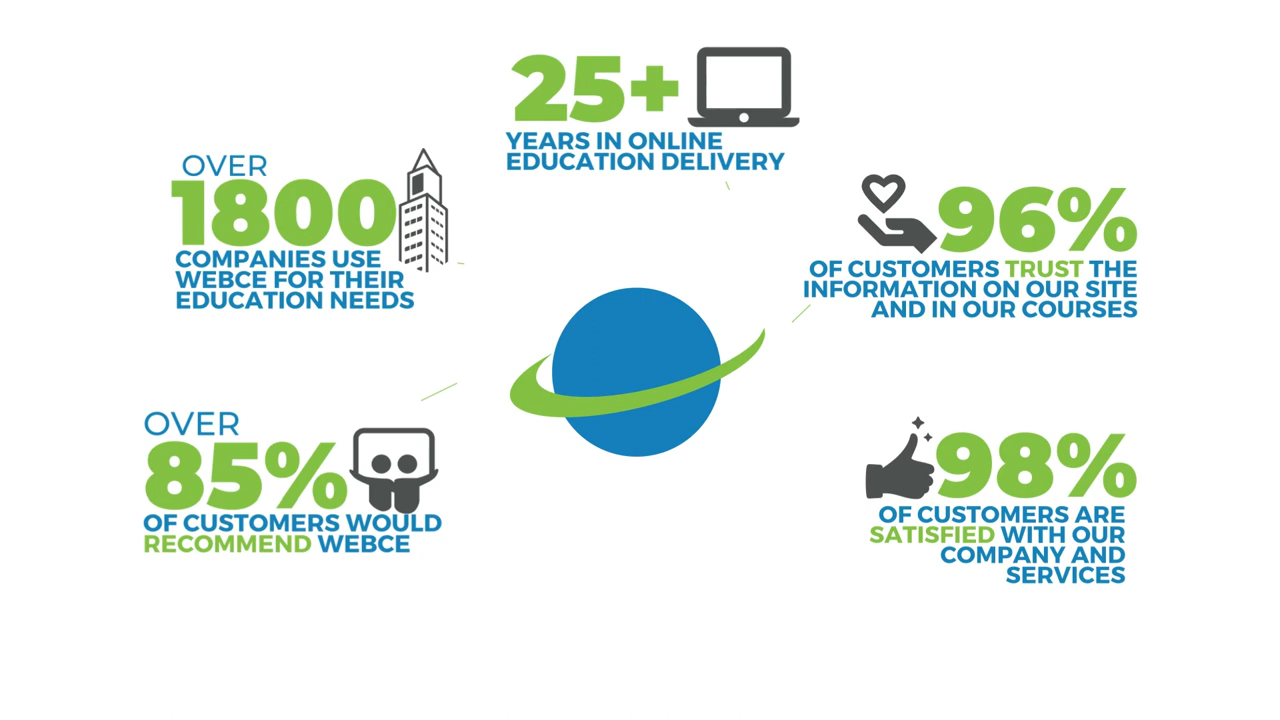 25+
YEARS IN ONLINE
EDUCATION DELIVERY
OVER
1800
COMPANIES USE
WEBCE FOR THEIR
EDUCATION NEEDS
96%
OF CUSTOMERS TRUST THE
INFORMATION ON OUR SITE
AND IN OUR COURSES
OVER
85%
OF CUSTOMERS WOULD
RECOMMEND WEBCE
98%
OF CUSTOMERS ARE
SATISFIED WITH OUR
COMPANY AND
SERVICES